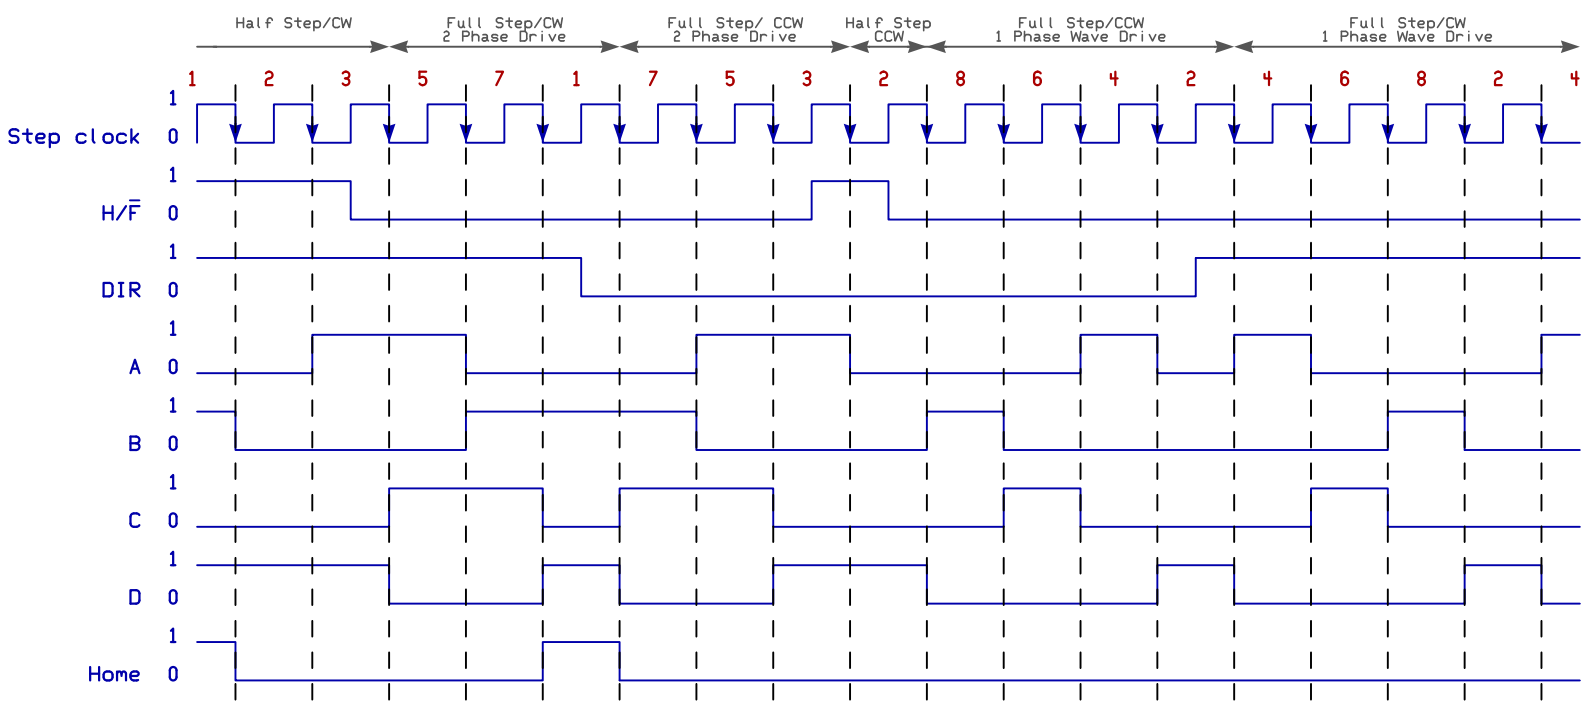 Half Step/CW
Full Step/CW
2 Phase Drive
Full Step/ CCW
2 Phase Drive
Half Step
CCW
Full Step/CCW
1 Phase Wave Drive
Full Step/CW
1 Phase Wave Drive
1 2 3 5 7 1 7 5 3 2 8 6 4 2 4 6 8 2 4
1
Step clock 0
1
H/F̅ 0
1
DIR 0
1
A 0
1
B 0
1
C 0
1
D 0
1
Home 0